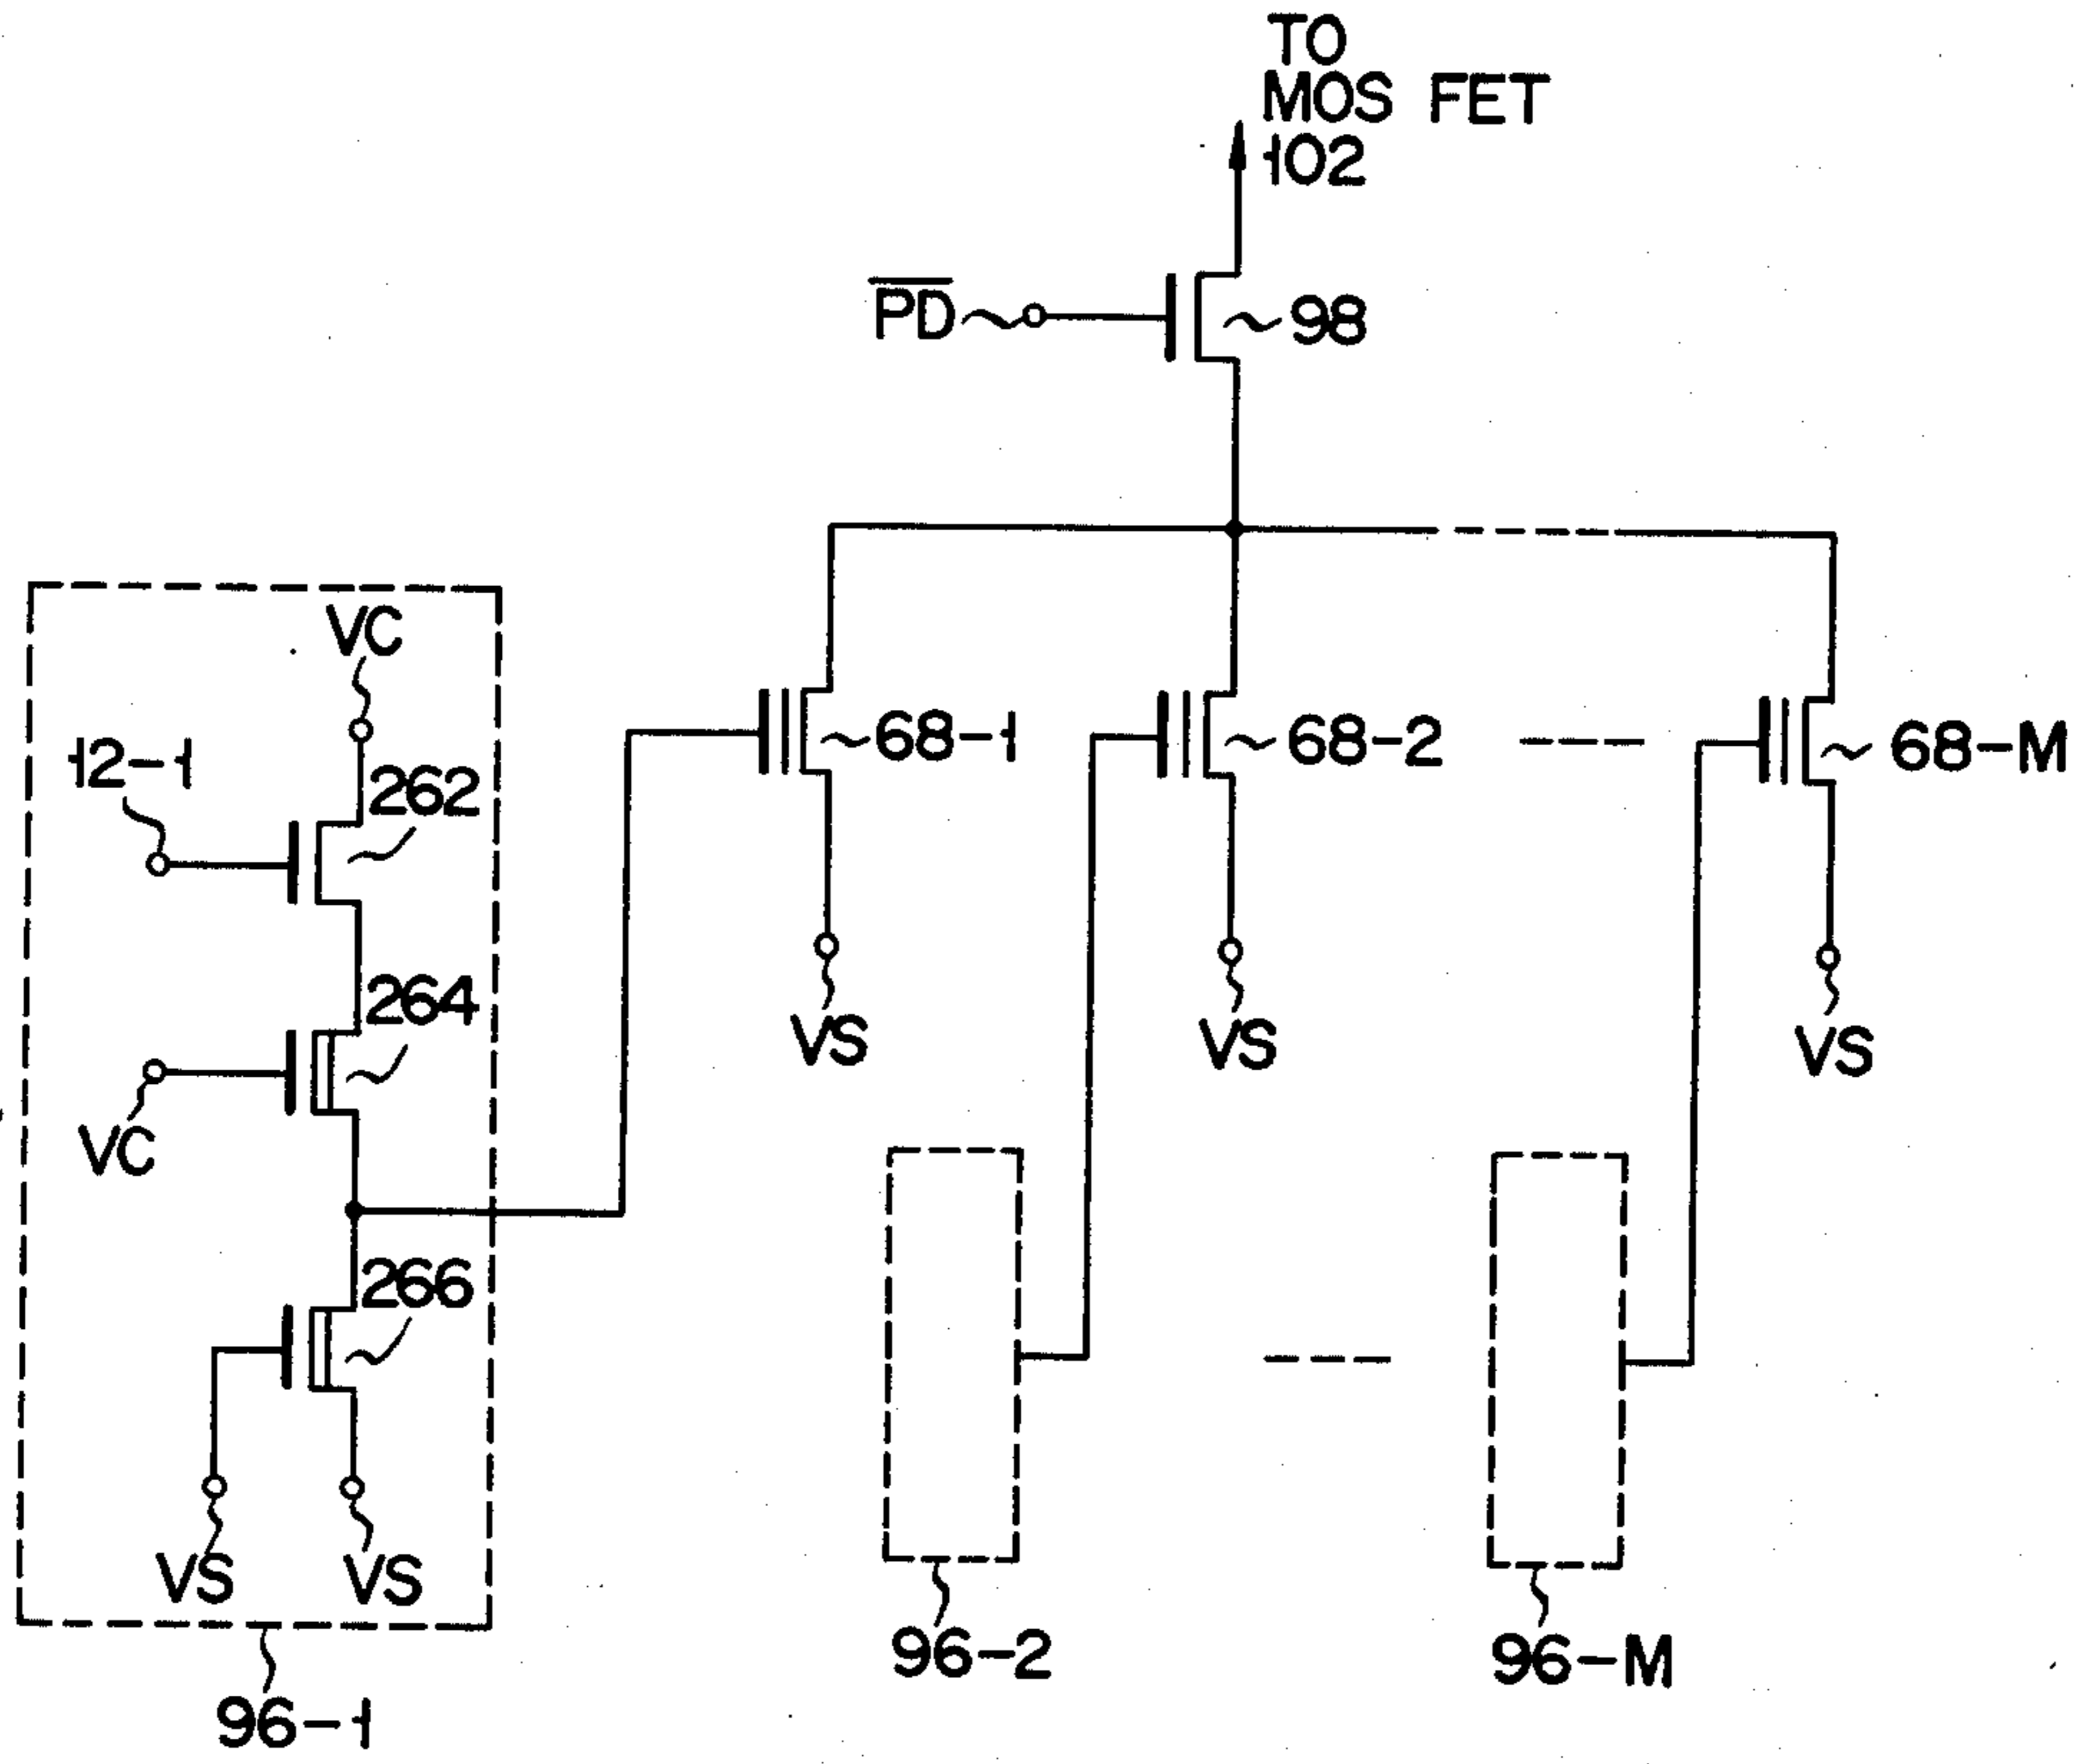 TO
MOS FET
102
PD
98
VC
12-1
262
68-1
68-2
68-M
264
VC
VS
VS
VS
266
VS
VS
96-1
96-2
96-M